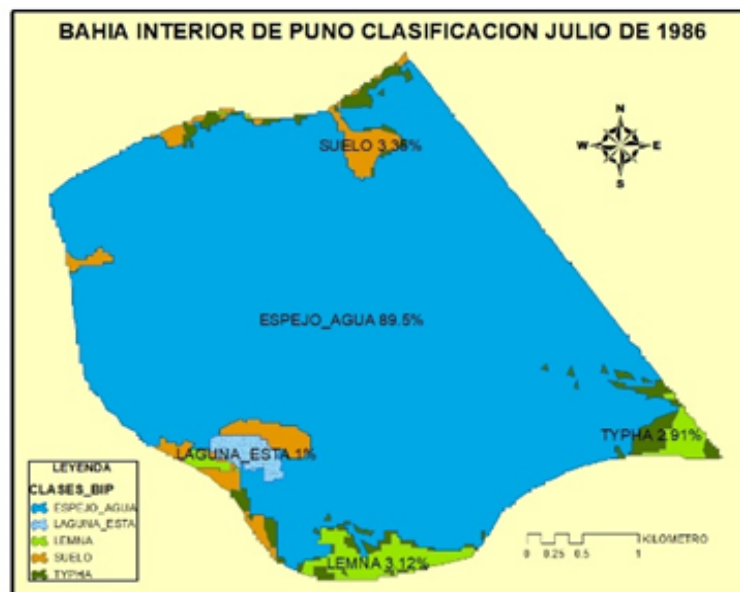 BAHIA INTERIOR DE PUNO CLASIFICACION JULIO DE 1986
N
W E
S
SUELO 3.36%
ESPEJO_AGUA 89.5%
TYPHA 2.91%
LAGUNA_ESTA 1%
LEMNA 3.12%
LEYENDA
CLASES_BIP
ESPEJO_AGUA
LAGUNA_ESTA
LEMNA
SUELO
TYPHA
KILOMETRO
0 0.25 0.5 1